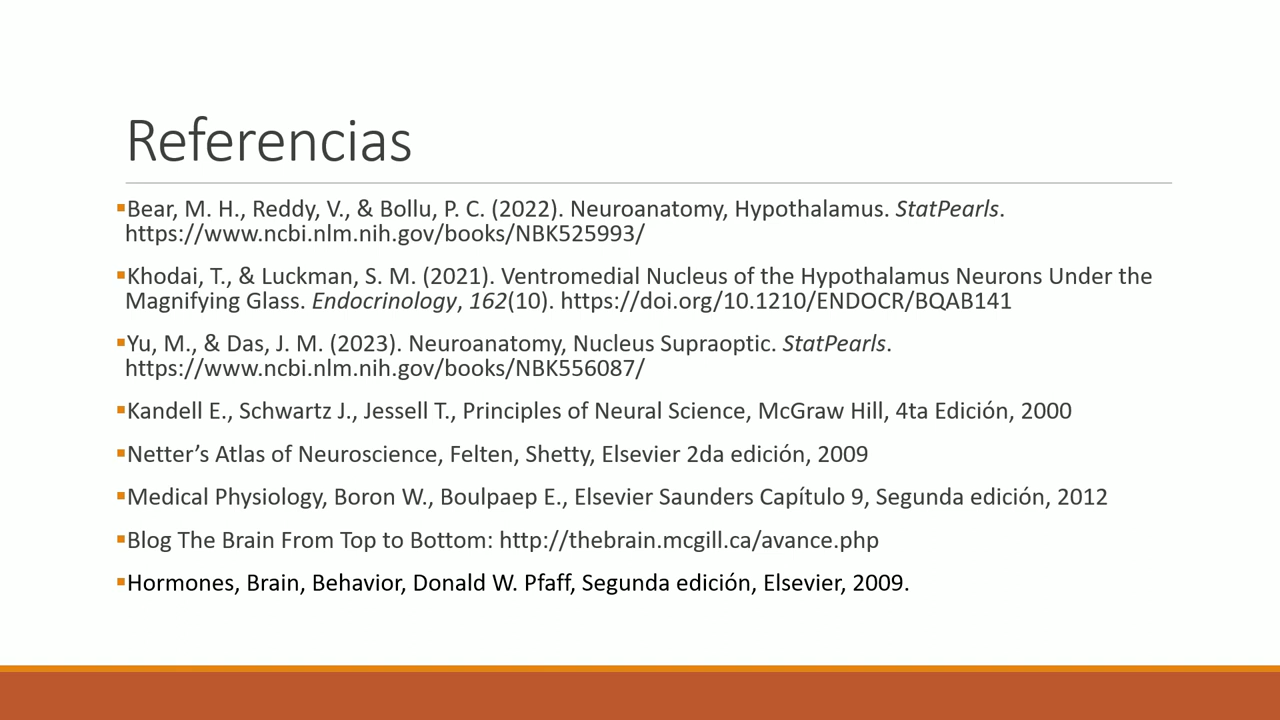 Referencias
▪Bear, M. H., Reddy, V., & Bollu, P. C. (2022). Neuroanatomy, Hypothalamus. StatPearls.
https://www.ncbi.nlm.nih.gov/books/NBK525993/
▪Khodai, T., & Luckman, S. M. (2021). Ventromedial Nucleus of the Hypothalamus Neurons Under the
Magnifying Glass. Endocrinology, 162(10). https://doi.org/10.1210/ENDOCR/BQAB141
▪Yu, M., & Das, J. M. (2023). Neuroanatomy, Nucleus Supraoptic. StatPearls.
https://www.ncbi.nlm.nih.gov/books/NBK556087/
▪Kandell E., Schwartz J., Jessell T., Principles of Neural Science, McGraw Hill, 4ta Edición, 2000
▪Netter’s Atlas of Neuroscience, Felten, Shetty, Elsevier 2da edición, 2009
▪Medical Physiology, Boron W., Boulpaep E., Elsevier Saunders Capítulo 9, Segunda edición, 2012
▪Blog The Brain From Top to Bottom: http://thebrain.mcgill.ca/avance.php
▪Hormones, Brain, Behavior, Donald W. Pfaff, Segunda edición, Elsevier, 2009.